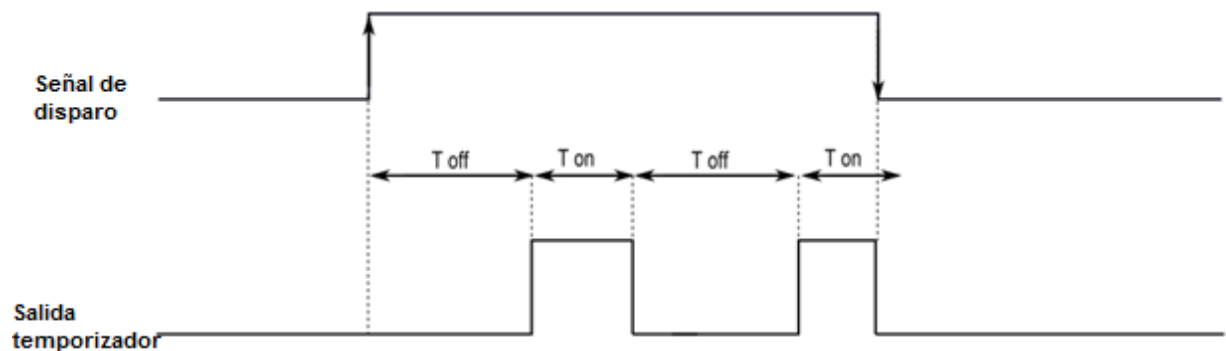 Señal de
disparo
T off
T on
T off
T on
Salida
temporizador